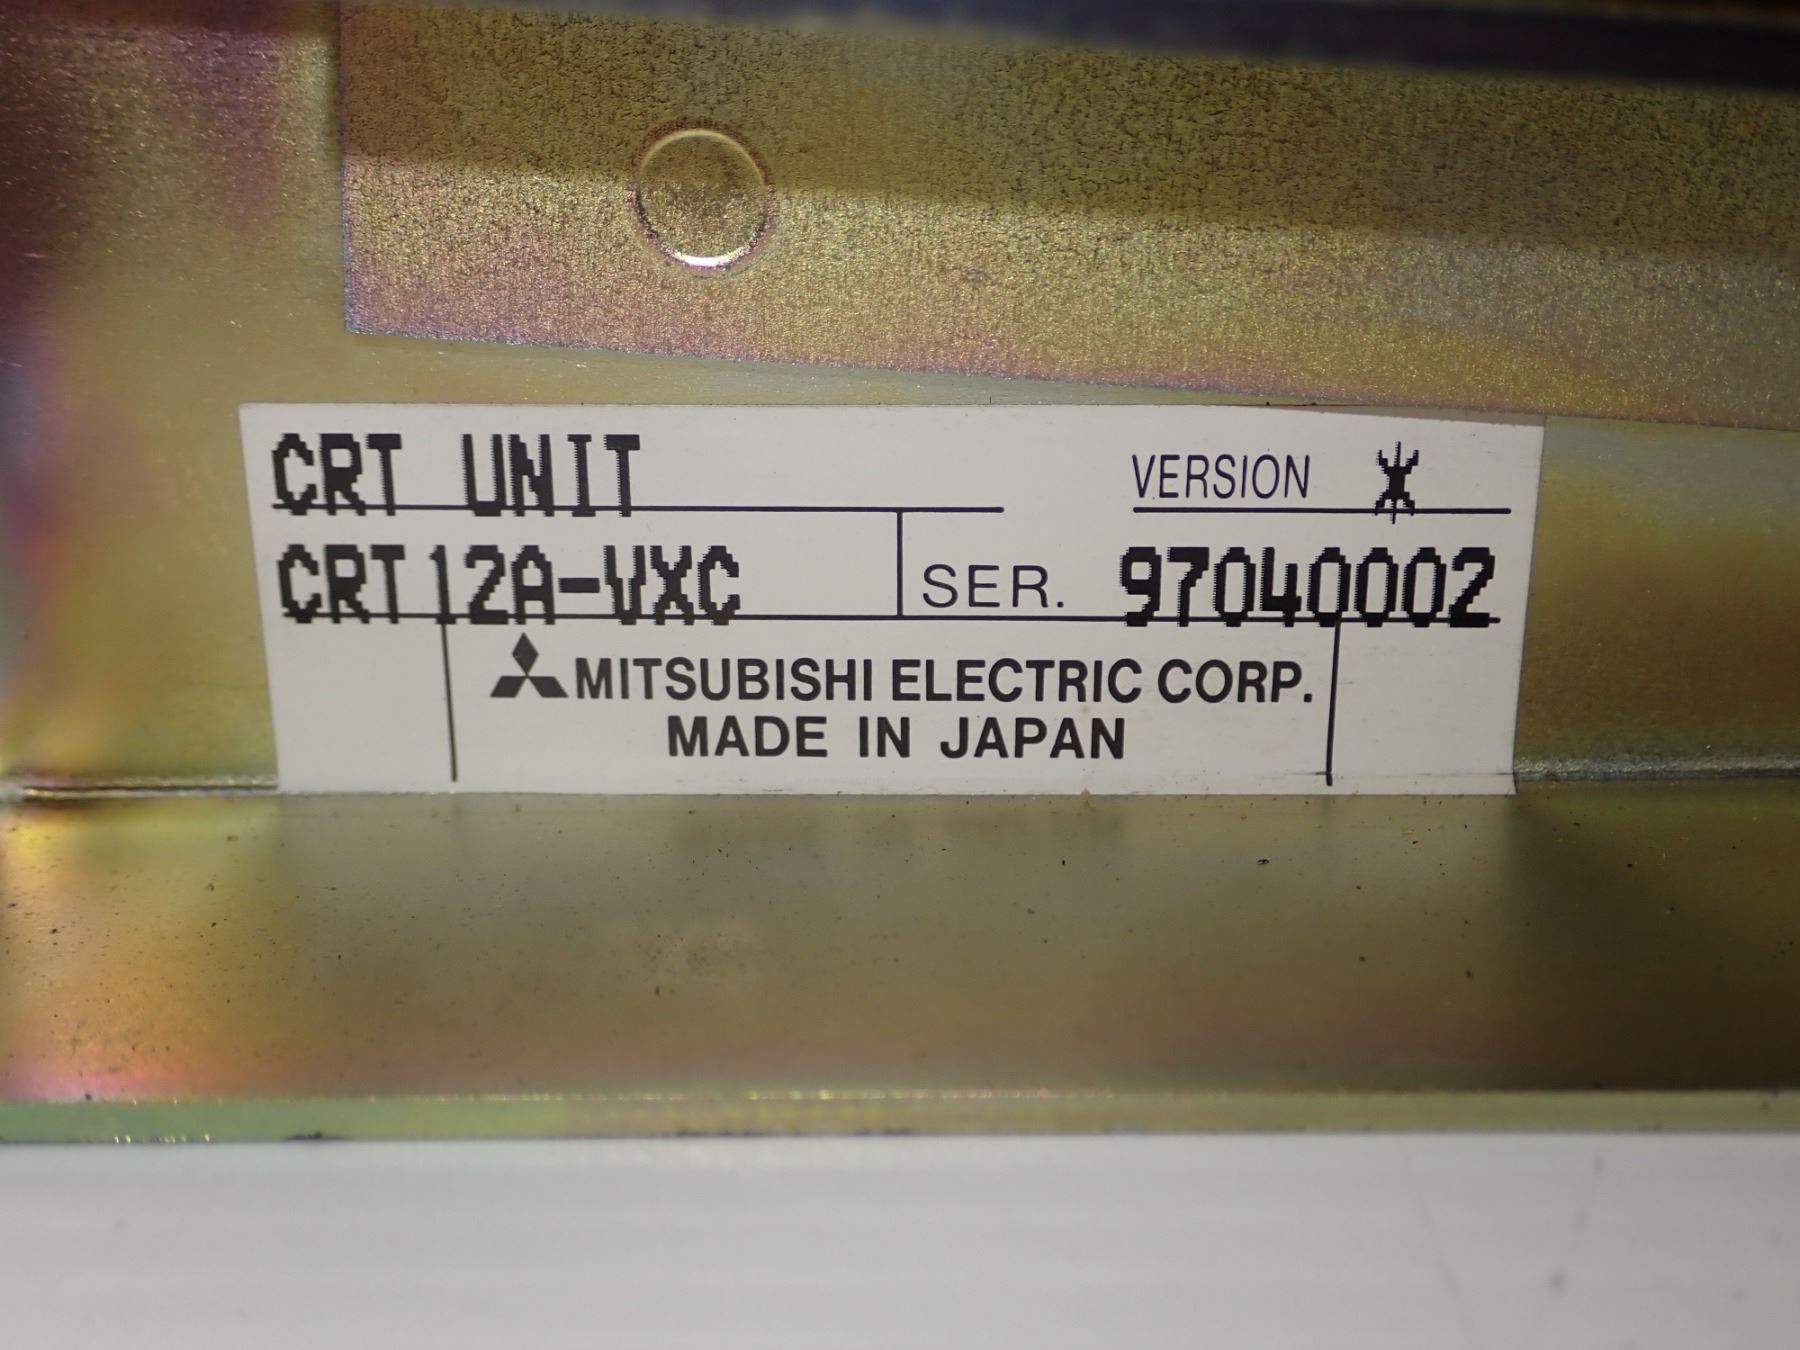 CRT UNIT VERSION *
CRT12A-VXC SER. 97040002
MITSUBISHI ELECTRIC CORP.
MADE IN JAPAN